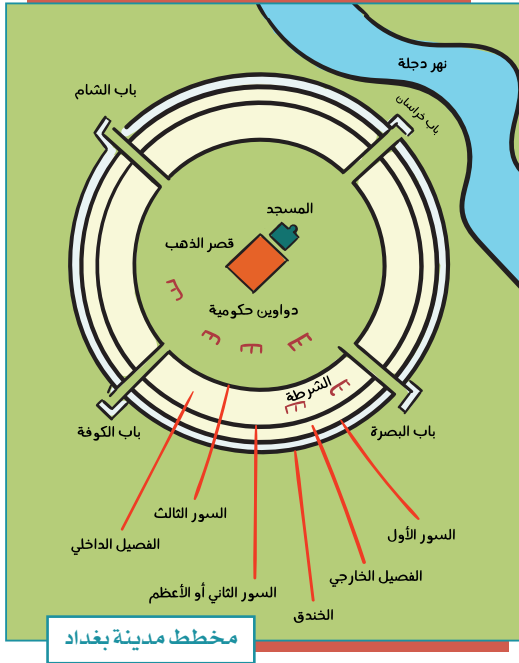 نهر دجلة
باب الشام
باب خراسان
المسجد
قصر الذهب
دواوين حكومية
الشرطة
باب الكوفة
باب البصرة
السور الثالث
السور الأول
الفصيل الداخلي
الفصيل الخارجي
السور الثاني أو الأعظم
الخندق
مخطط مدينة بغداد